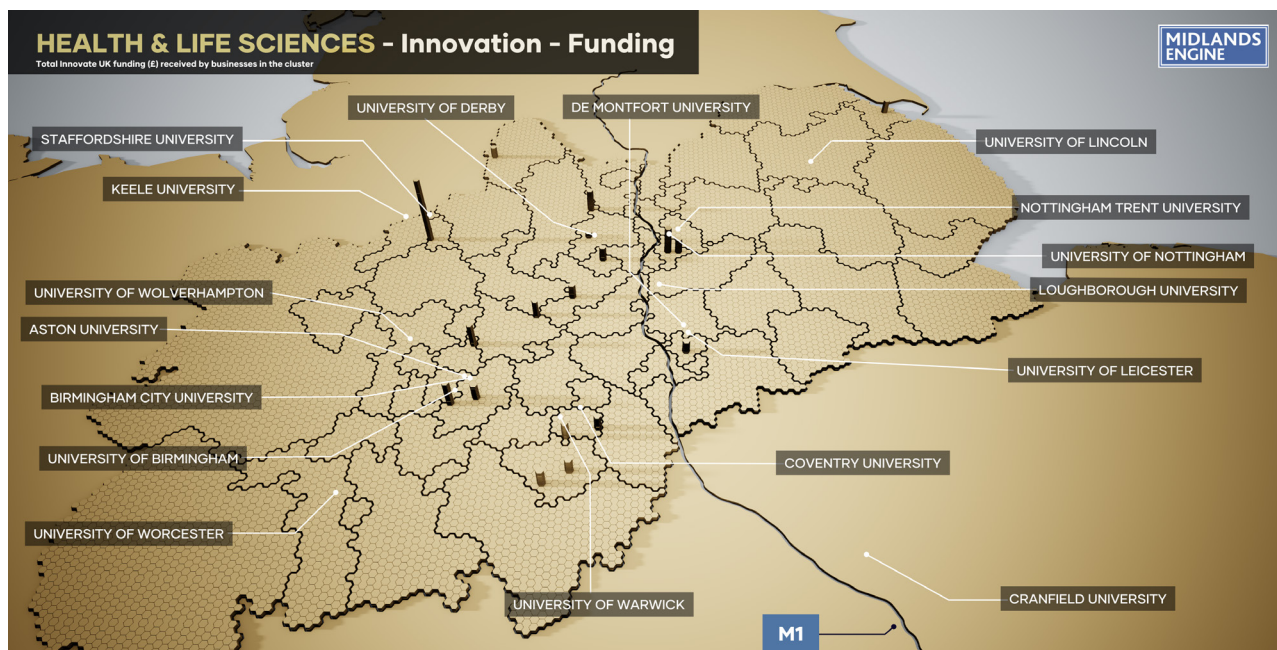 HEALTH & LIFE SCIENCES - Innovation - Funding
Total Innovate UK funding (£) received by businesses in the cluster
MIDLANDS
ENGINE
UNIVERSITY OF DERBY
DE MONTFORT UNIVERSITY
STAFFORDSHIRE UNIVERSITY
UNIVERSITY OF LINCOLN
KEELE UNIVERSITY
NOTTINGHAM TRENT UNIVERSITY
UNIVERSITY OF NOTTINGHAM
UNIVERSITY OF WOLVERHAMPTON
LOUGHBOROUGH UNIVERSITY
ASTON UNIVERSITY
UNIVERSITY OF LEICESTER
BIRMINGHAM CITY UNIVERSITY
UNIVERSITY OF BIRMINGHAM
COVENTRY UNIVERSITY
UNIVERSITY OF WORCESTER
UNIVERSITY OF WARWICK
CRANFIELD UNIVERSITY
M1